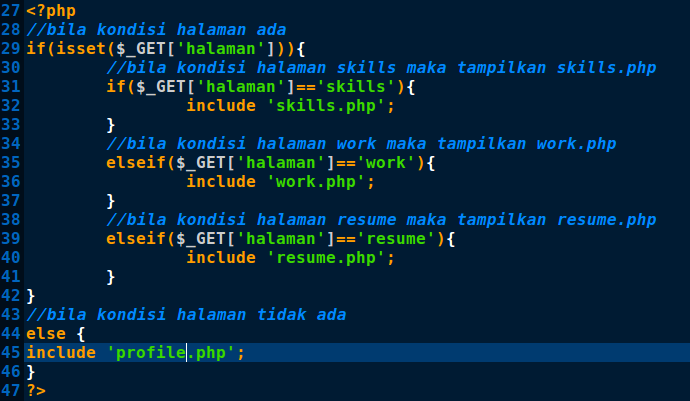 27 <?php
28 //bila kondisi halaman ada
29 if(isset($_GET['halaman'])){
30         //bila kondisi halaman skills maka tampilkan skills.php
31         if($_GET['halaman']=='skills'){
32                 include 'skills.php';
33         }
34         //bila kondisi halaman work maka tampilkan work.php
35         elseif($_GET['halaman']=='work'){
36                 include 'work.php';
37         }
38         //bila kondisi halaman resume maka tampilkan resume.php
39         elseif($_GET['halaman']=='resume'){
40                 include 'resume.php';
41         }
42 }
43 //bila kondisi halaman tidak ada
44 else {
45 include 'profile.php';
46 }
47 ?>